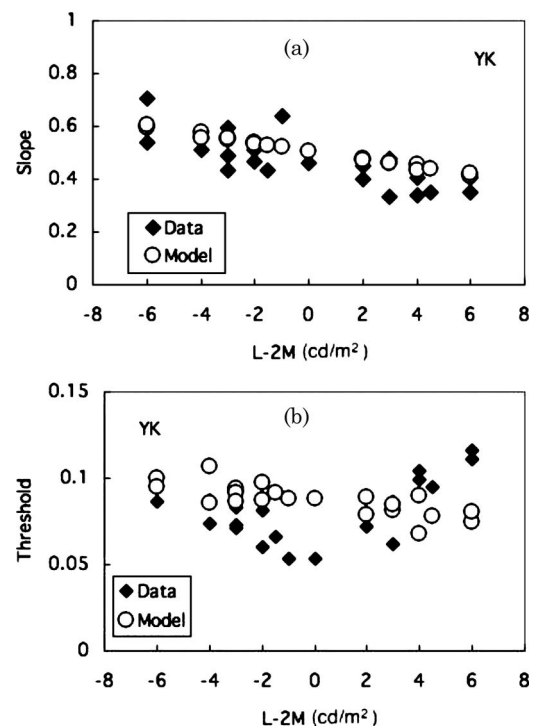 (a)
YK
1
0.8
0.6
0.4
0.2
0
Slope
Data
Model
-8 -6 -4 -2 0 2 4 6 8
L-2M (cd/m²)
(b)
YK
0.15
0.1
0.05
0
Threshold
Data
Model
-8 -6 -4 -2 0 2 4 6 8
L-2M (cd/m²)